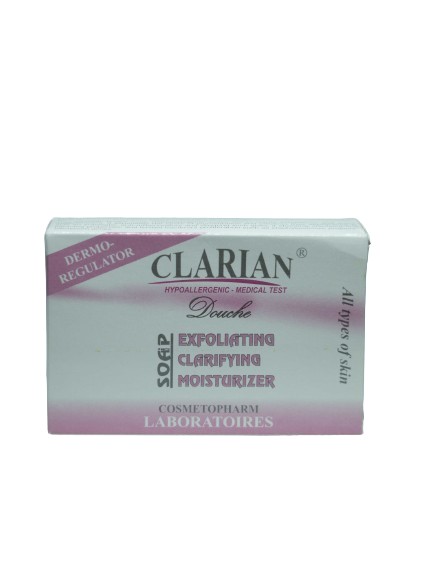 DERMO-
REGULATOR
CLARIAN®
HYPOALLERGENIC - MEDICAL TEST
Douche
SOAP
EXFOLIATING
CLARIFYING
MOISTURIZER
All types of skin
COSMETOPHARM
LABORATOIRES